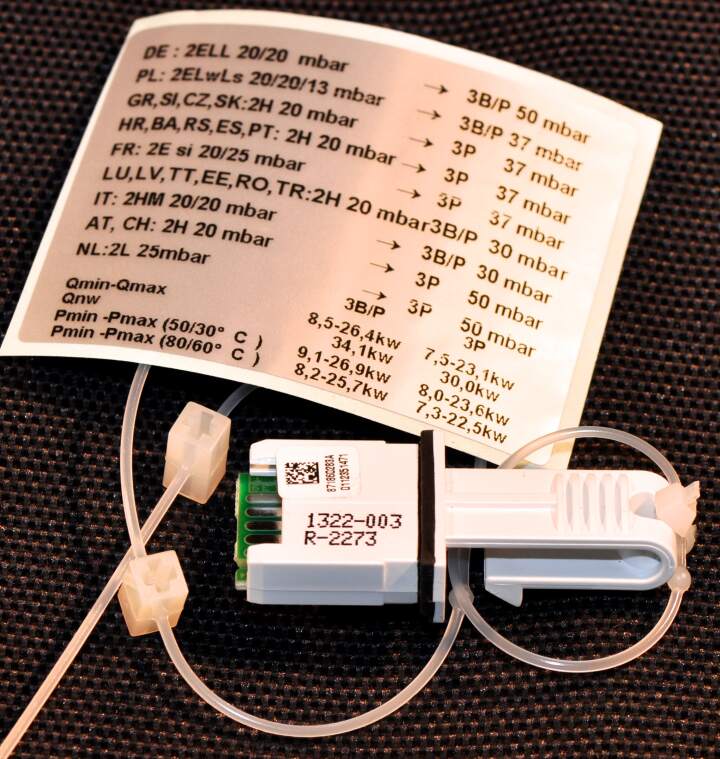 DE : 2ELL 20/20 mbar → 3B/P 50 mbar
PL: 2ELwLs 20/20/13 mbar → 3B/P 37 mbar
GR,SI,CZ,SK:2H 20 mbar → 3P 37 mbar
HR,BA,RS,ES,PT: 2H 20 mbar → 3P 37 mbar
FR: 2E si 20/25 mbar → 3P 37 mbar
LU,LV,TT,EE,RO,TR:2H 20 mbar 3B/P 30 mbar
IT: 2HM 20/20 mbar → 3B/P 30 mbar
AT, CH: 2H 20 mbar → 3P 50 mbar
NL:2L 25mbar → 3P 50 mbar
3B/P 3P
Qmin-Qmax 8,5-26,4kw 7,5-23,1kw
Qnw 34,1kw 30,0kw
Pmin -Pmax (50/30° C ) 9,1-26,9kw 8,0-23,6kw
Pmin -Pmax (80/60° C ) 8,2-25,7kw 7,3-22,5kw
871860283A
D112351471
1322-003
R-2273